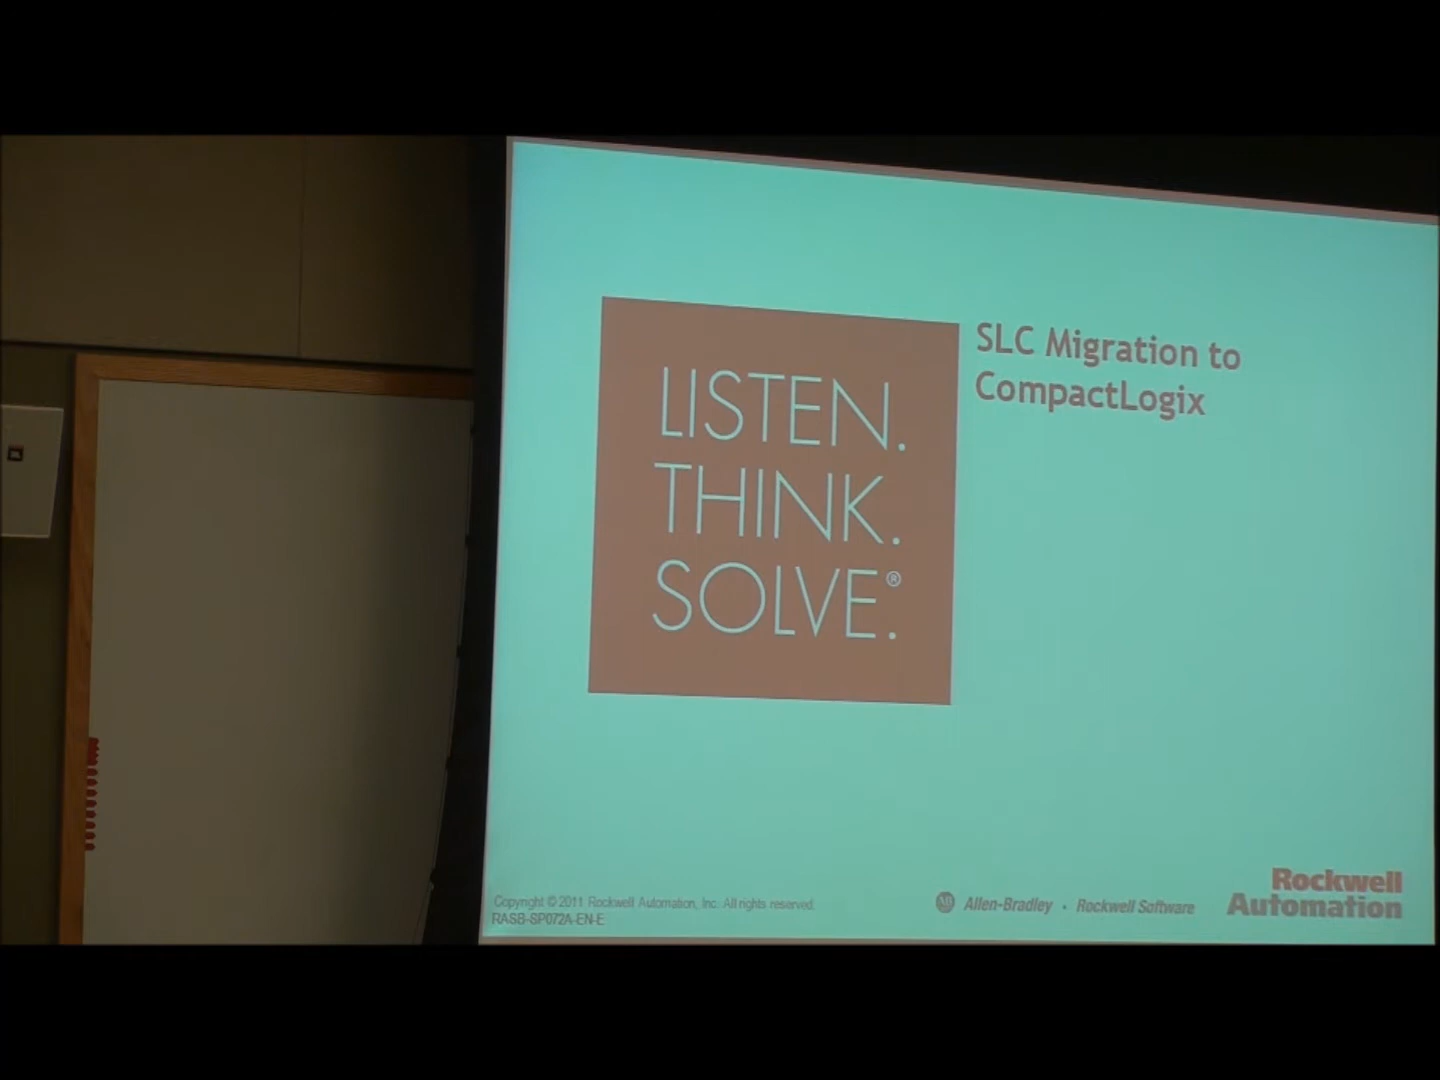 LISTEN.
THINK.
SOLVE.®
SLC Migration to
CompactLogix
Copyright © 2011 Rockwell Automation, Inc. All rights reserved.
RASB-SP072A-EN-E
AB Allen-Bradley • Rockwell Software
Rockwell
Automation